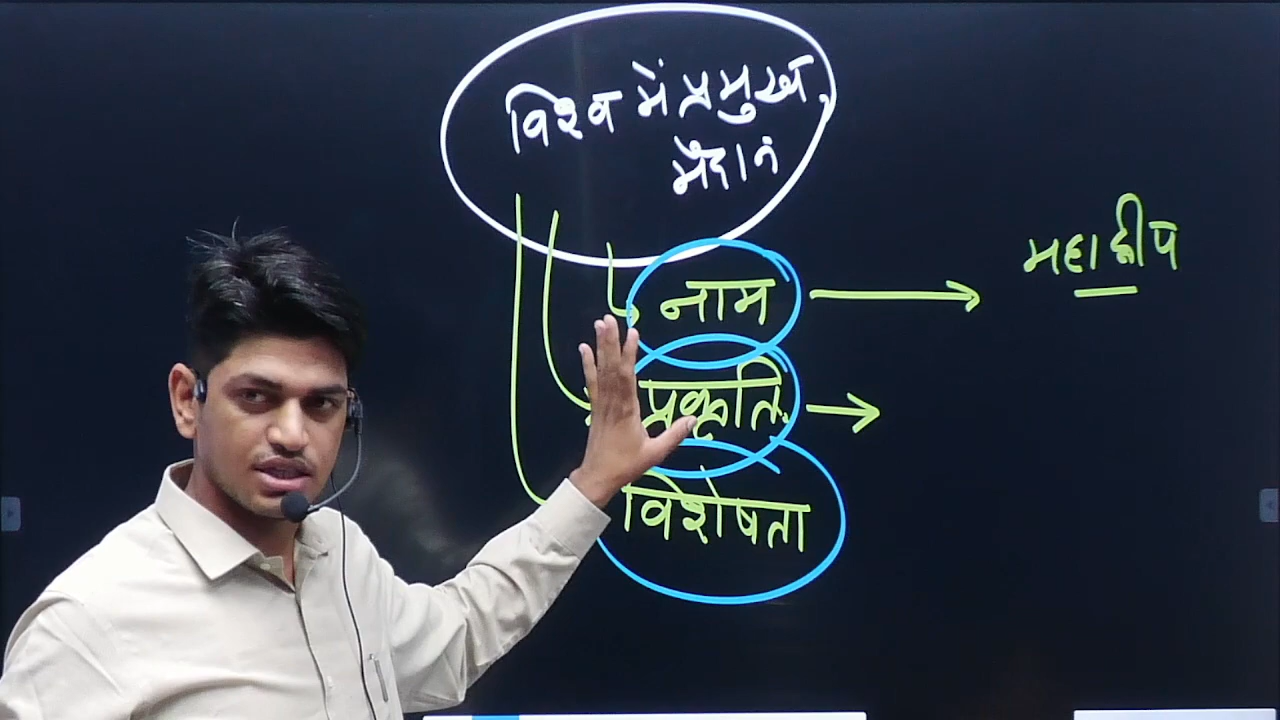 विश्व में प्रमुख
मैदान
नाम
महाद्वीप
प्रकृति
विशेषता